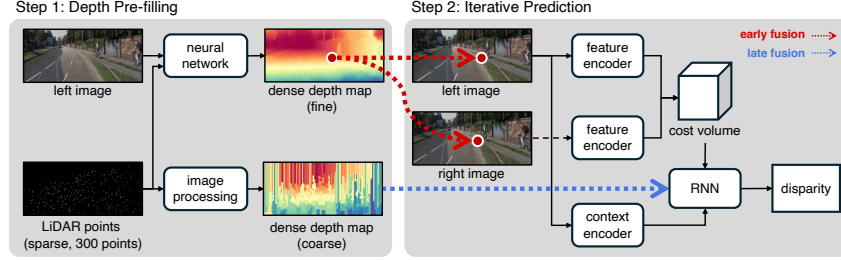 Step 1: Depth Pre-filling
Step 2: Iterative Prediction
neural
network
left image
dense depth map
(fine)
image
processing
LiDAR points
(sparse, 300 points)
dense depth map
(coarse)
left image
right image
feature
encoder
feature
encoder
context
encoder
cost volume
RNN
disparity
early fusion
late fusion